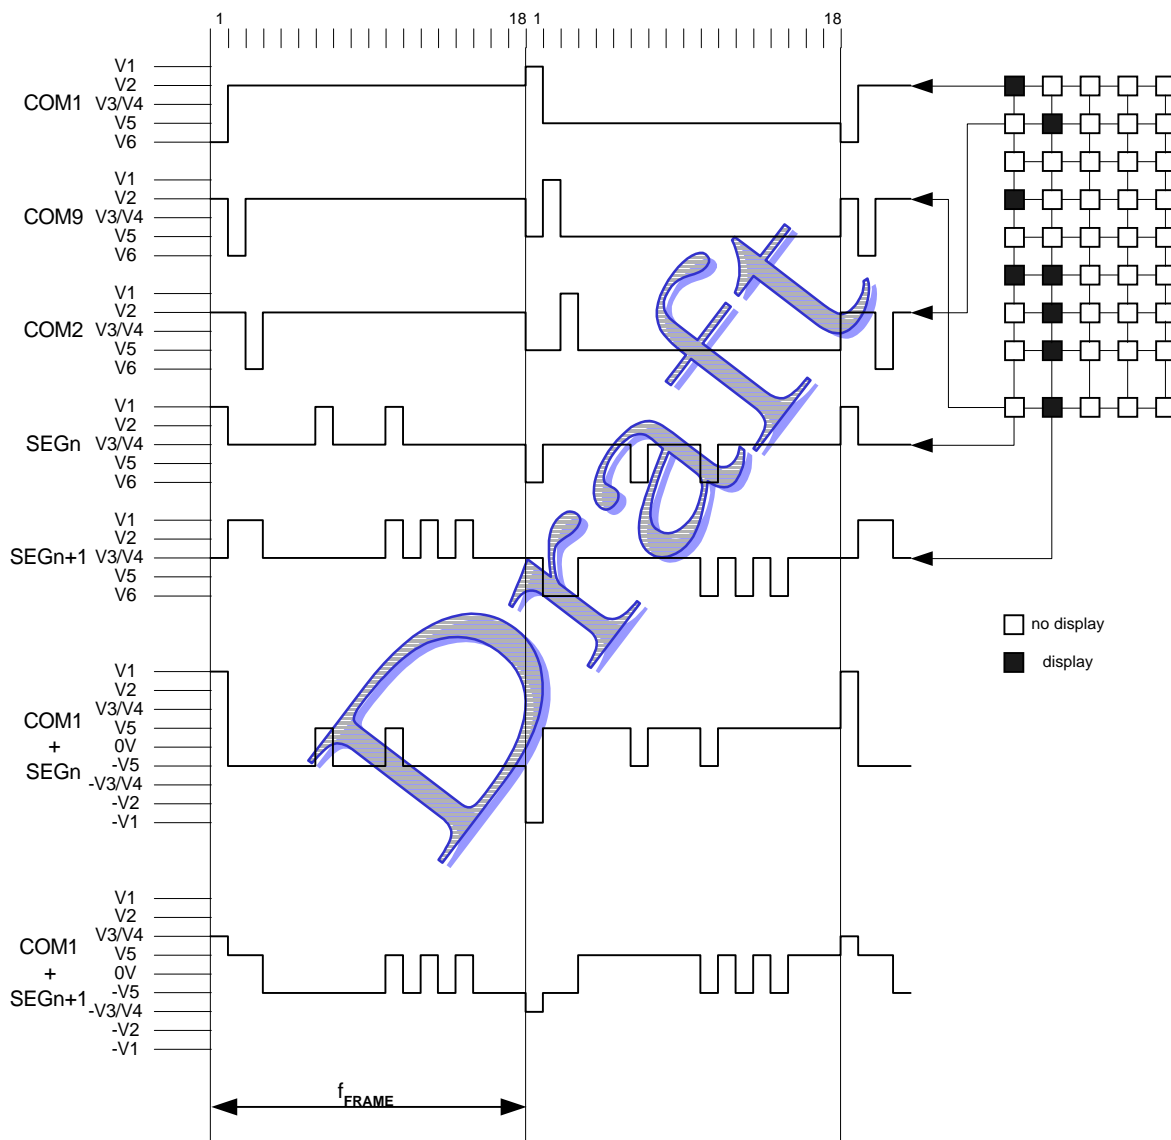 1 18 1 18
V1
V2
COM1 V3/V4
V5
V6
V1
V2
COM9 V3/V4
V5
V6
V1
V2
COM2 V3/V4
V5
V6
V1
V2
SEGn V3/V4
V5
V6
V1
V2
SEGn+1 V3/V4
V5
V6
no display
display
V1
V2
V3/V4
COM1 V5
+ 0V
SEGn -V5
-V3/V4
-V2
-V1
V1
V2
V3/V4
COM1 V5
+ 0V
SEGn+1 -V5
-V3/V4
-V2
-V1
fFRAME
Draft